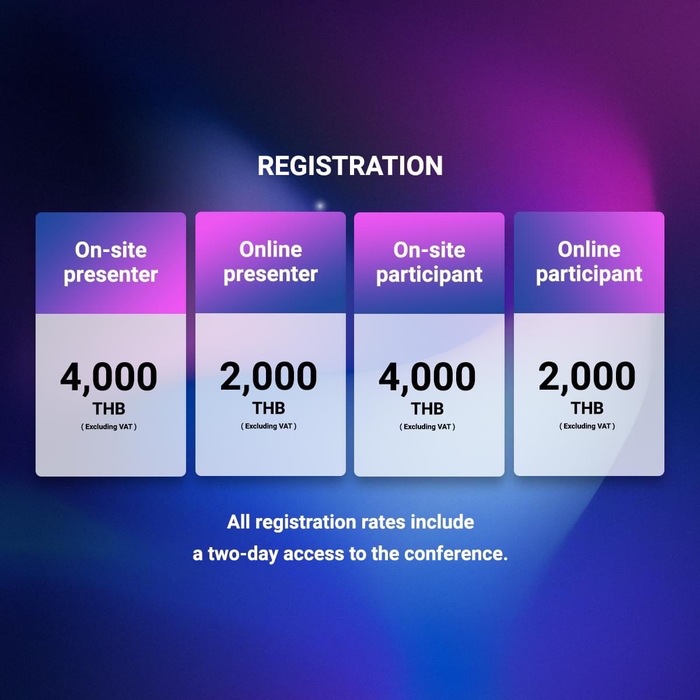 REGISTRATION
On-site
presenter
4,000
THB
( Excluding VAT )
Online
presenter
2,000
THB
( Excluding VAT )
On-site
participant
4,000
THB
( Excluding VAT )
Online
participant
2,000
THB
( Excluding VAT )
All registration rates include
a two-day access to the conference.